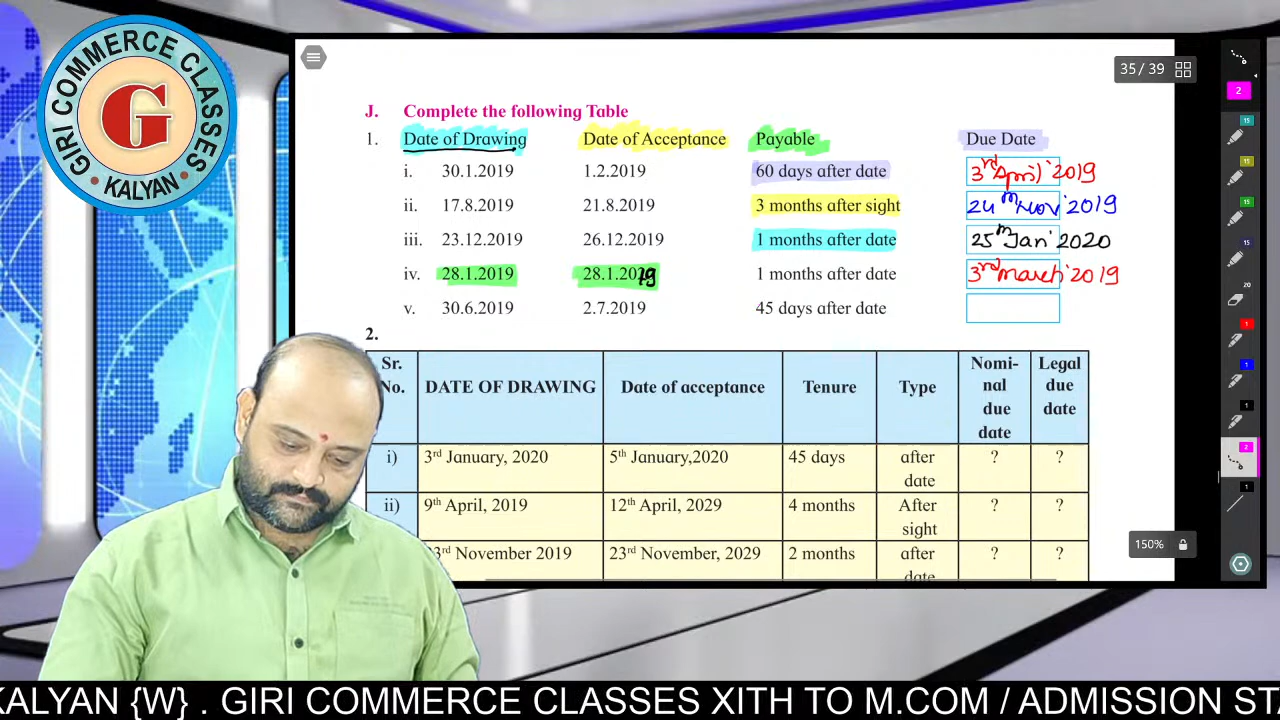 GIRI COMMERCE CLASSES
G
• KALYAN •
35 / 39
J. Complete the following Table
1. Date of Drawing Date of Acceptance Payable Due Date
i. 30.1.2019 1.2.2019 60 days after date 3rd April' 2019
ii. 17.8.2019 21.8.2019 3 months after sight 24th Nov' 2019
iii. 23.12.2019 26.12.2019 1 months after date 25th Jan' 2020
iv. 28.1.2019 28.1.2019 1 months after date 3rd march' 2019
v. 30.6.2019 2.7.2019 45 days after date
2.
Sr. No. DATE OF DRAWING Date of acceptance Tenure Type Nomi-nal due date Legal due date
i) 3rd January, 2020 5th January,2020 45 days after date ? ?
ii) 9th April, 2019 12th April, 2029 4 months After sight ? ?
3rd November 2019 23rd November, 2029 2 months after date ? ?
150%
KALYAN {W} . GIRI COMMERCE CLASSES XITH TO M.COM / ADMISSION STA